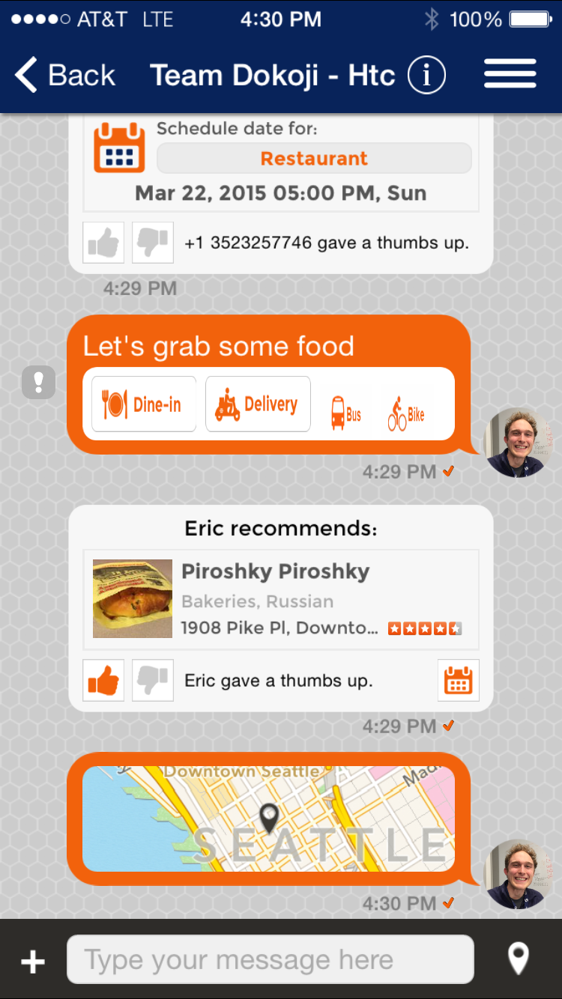 AT&T LTE 4:30 PM 100%
Back Team Dokoji - Htc i
Schedule date for:
Restaurant
Mar 22, 2015 05:00 PM, Sun
+1 3523257746 gave a thumbs up.
4:29 PM
Let's grab some food
Dine-in Delivery Bus Bike
4:29 PM
Eric recommends:
Piroshky Piroshky
Bakeries, Russian
1908 Pike Pl, Downto...
Eric gave a thumbs up.
4:29 PM
Downtown Seattle
Mad
SEATTLE
4:30 PM
Type your message here